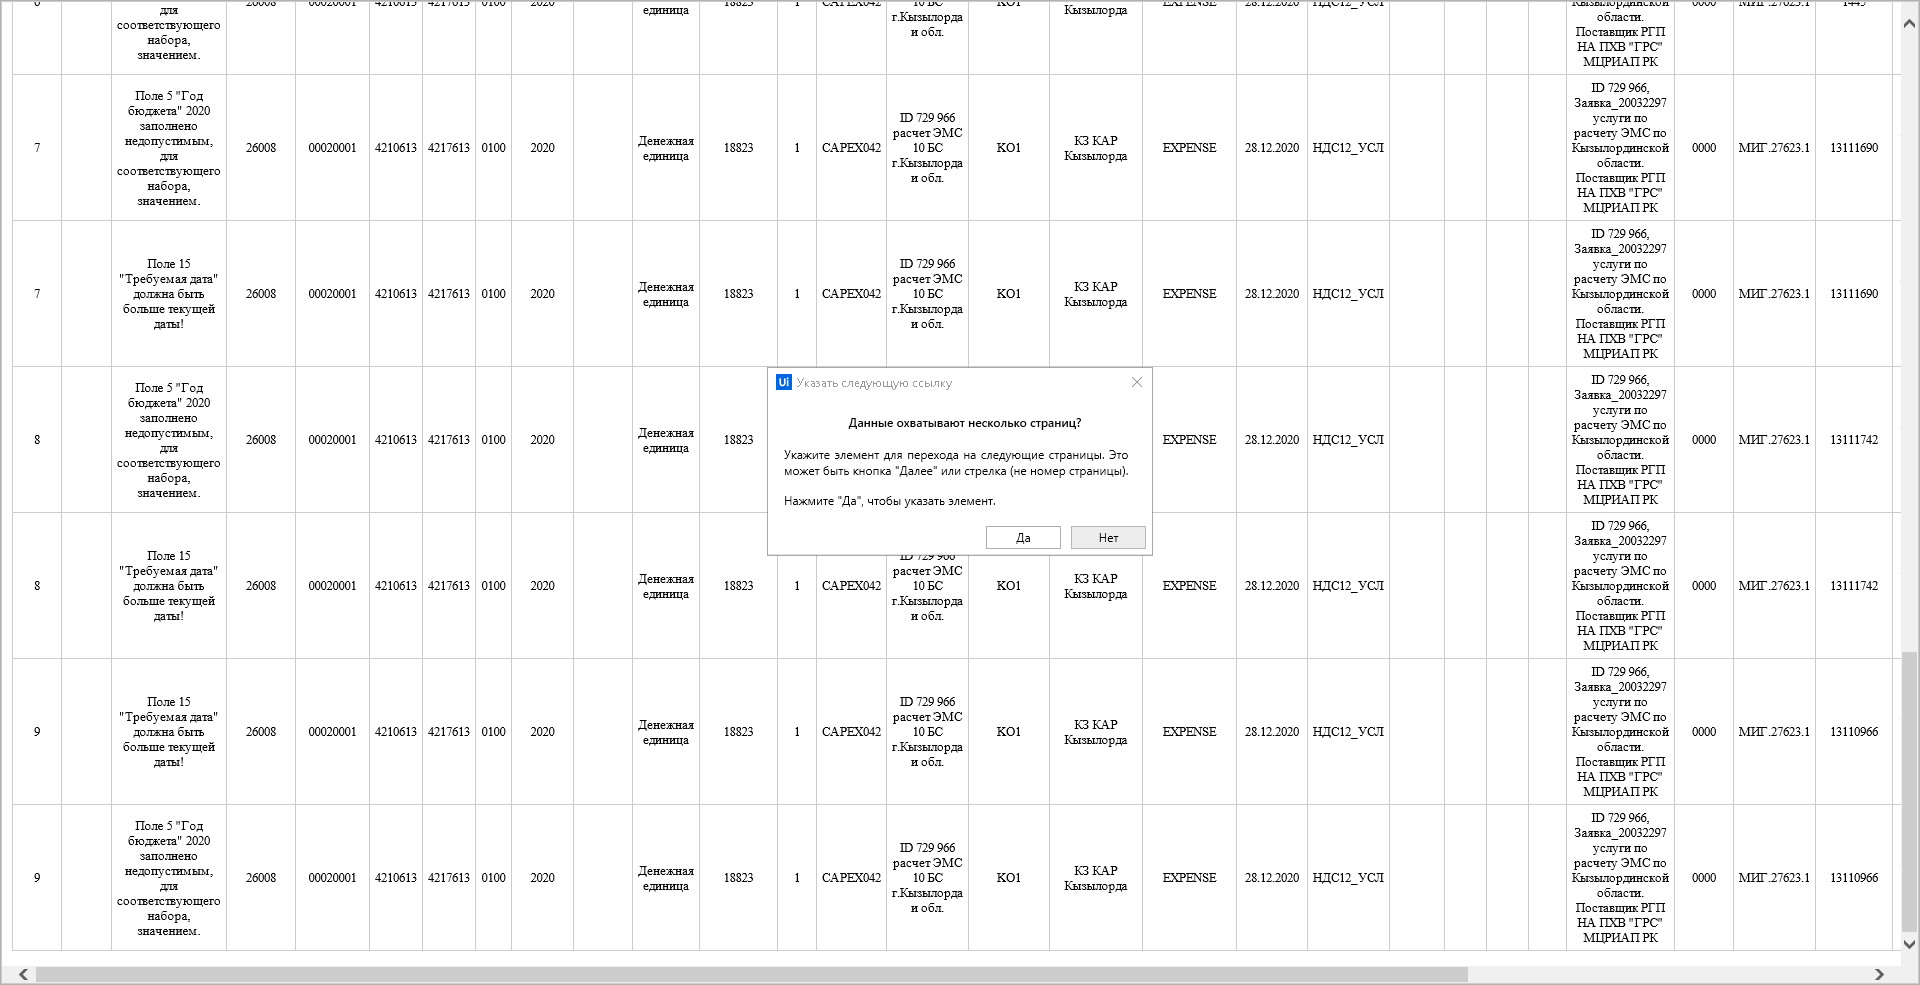 для
соответствующего
набора,
значением.
26008
00020001
4210613
4217613
0100
2020
единица
18823
1
CAPEX042
10 БС
г.Кызылорда
и обл.
КО1
Кызылорда
EXPENSE
28.12.2020
НДС12_УСЛ
Кызылординской
области.
Поставщик РГП
НА ПХВ "ГРС"
МЦРИАП РК
0000
МИГ.27623.1
1445
7
Поле 5 "Год
бюджета" 2020
заполнено
недопустимым,
для
соответствующего
набора,
значением.
26008
00020001
4210613
4217613
0100
2020
Денежная
единица
18823
1
CAPEX042
ID 729 966
расчет ЭМС
10 БС
г.Кызылорда
и обл.
КО1
КЗ КАР
Кызылорда
EXPENSE
28.12.2020
НДС12_УСЛ
ID 729 966,
Заявка_20032297
услуги по
расчету ЭМС по
Кызылординской
области.
Поставщик РГП
НА ПХВ "ГРС"
МЦРИАП РК
0000
МИГ.27623.1
13111690
7
Поле 15
"Требуемая дата"
должна быть
больше текущей
даты!
26008
00020001
4210613
4217613
0100
2020
Денежная
единица
18823
1
CAPEX042
ID 729 966
расчет ЭМС
10 БС
г.Кызылорда
и обл.
КО1
КЗ КАР
Кызылорда
EXPENSE
28.12.2020
НДС12_УСЛ
ID 729 966,
Заявка_20032297
услуги по
расчету ЭМС по
Кызылординской
области.
Поставщик РГП
НА ПХВ "ГРС"
МЦРИАП РК
0000
МИГ.27623.1
13111690
8
Поле 5 "Год
бюджета" 2020
заполнено
недопустимым,
для
соответствующего
набора,
значением.
26008
00020001
4210613
4217613
0100
2020
Денежная
единица
18823
Ui Указать следующую ссылку
Данные охватывают несколько страниц?
Укажите элемент для перехода на следующие страницы. Это
может быть кнопка "Далее" или стрелка (не номер страницы).
Нажмите "Да", чтобы указать элемент.
Да
Нет
EXPENSE
28.12.2020
НДС12_УСЛ
ID 729 966,
Заявка_20032297
услуги по
расчету ЭМС по
Кызылординской
области.
Поставщик РГП
НА ПХВ "ГРС"
МЦРИАП РК
0000
МИГ.27623.1
13111742
8
Поле 15
"Требуемая дата"
должна быть
больше текущей
даты!
26008
00020001
4210613
4217613
0100
2020
Денежная
единица
18823
1
CAPEX042
ID 729 966
расчет ЭМС
10 БС
г.Кызылорда
и обл.
КО1
КЗ КАР
Кызылорда
EXPENSE
28.12.2020
НДС12_УСЛ
ID 729 966,
Заявка_20032297
услуги по
расчету ЭМС по
Кызылординской
области.
Поставщик РГП
НА ПХВ "ГРС"
МЦРИАП РК
0000
МИГ.27623.1
13111742
9
Поле 15
"Требуемая дата"
должна быть
больше текущей
даты!
26008
00020001
4210613
4217613
0100
2020
Денежная
единица
18823
1
CAPEX042
ID 729 966
расчет ЭМС
10 БС
г.Кызылорда
и обл.
КО1
КЗ КАР
Кызылорда
EXPENSE
28.12.2020
НДС12_УСЛ
ID 729 966,
Заявка_20032297
услуги по
расчету ЭМС по
Кызылординской
области.
Поставщик РГП
НА ПХВ "ГРС"
МЦРИАП РК
0000
МИГ.27623.1
13110966
9
Поле 5 "Год
бюджета" 2020
заполнено
недопустимым,
для
соответствующего
набора,
значением.
26008
00020001
4210613
4217613
0100
2020
Денежная
единица
18823
1
CAPEX042
ID 729 966
расчет ЭМС
10 БС
г.Кызылорда
и обл.
КО1
КЗ КАР
Кызылорда
EXPENSE
28.12.2020
НДС12_УСЛ
ID 729 966,
Заявка_20032297
услуги по
расчету ЭМС по
Кызылординской
области.
Поставщик РГП
НА ПХВ "ГРС"
МЦРИАП РК
0000
МИГ.27623.1
13110966